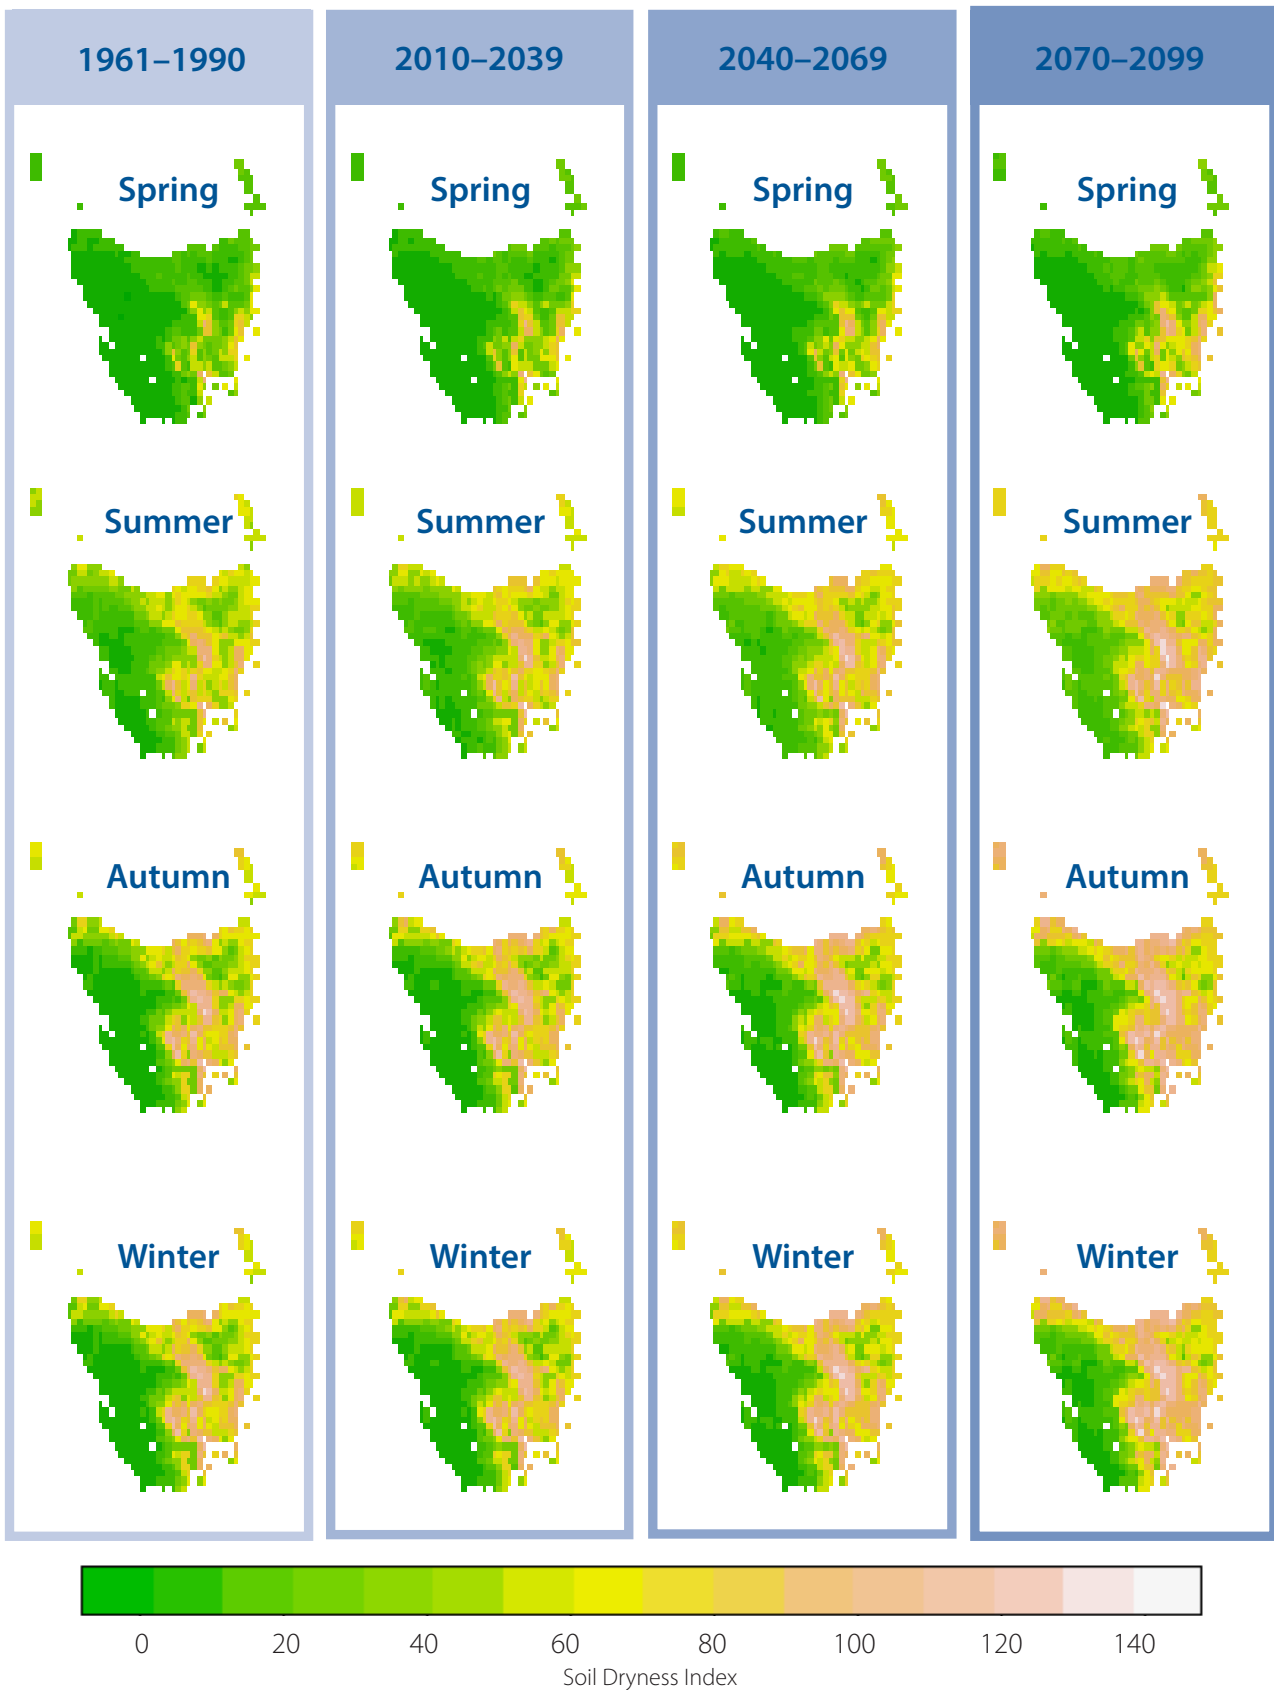 1961–1990 2010–2039 2040–2069 2070–2099
Spring Spring Spring Spring
Summer Summer Summer Summer
Autumn Autumn Autumn Autumn
Winter Winter Winter Winter
0 20 40 60 80 100 120 140
Soil Dryness Index